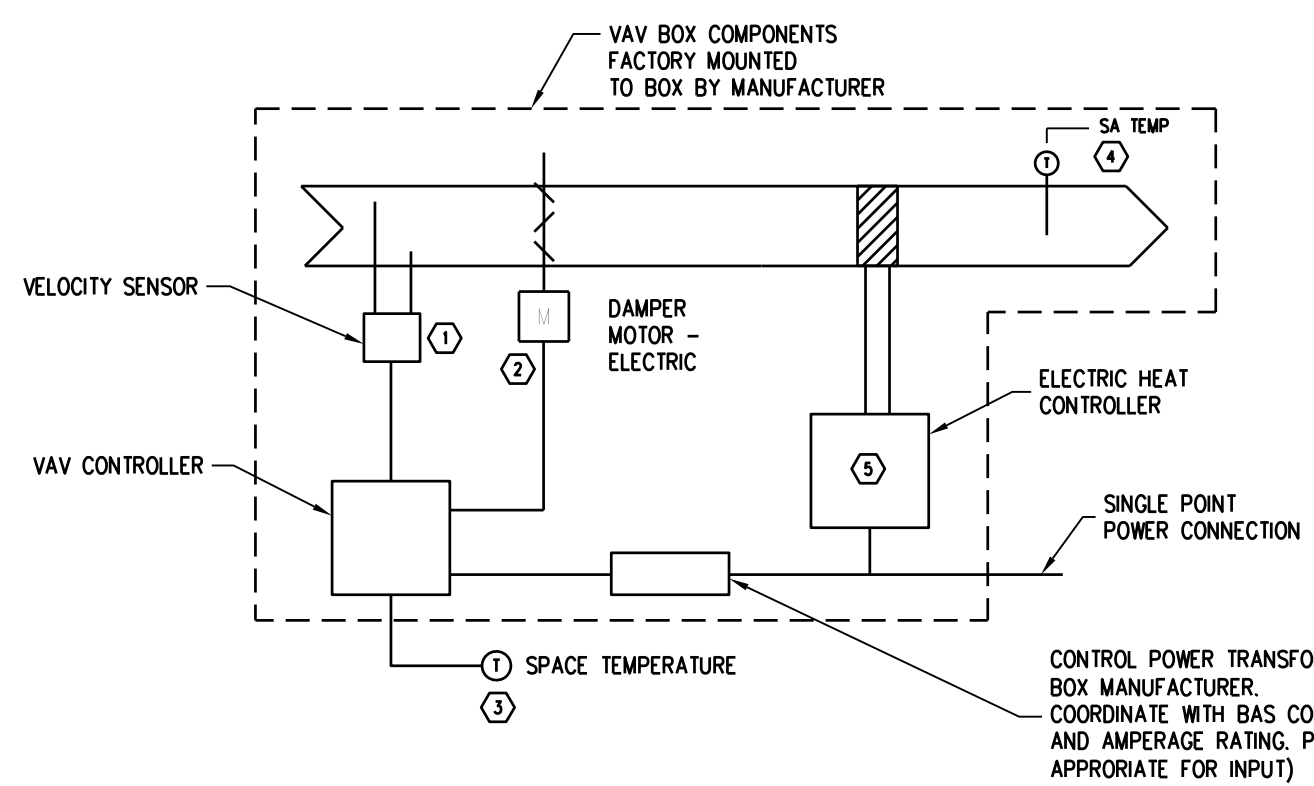 VAV BOX COMPONENTS
FACTORY MOUNTED
TO BOX BY MANUFACTURER
SA TEMP
T
4
VELOCITY SENSOR
1
M
2
DAMPER
MOTOR -
ELECTRIC
ELECTRIC HEAT
CONTROLLER
5
VAV CONTROLLER
SINGLE POINT
POWER CONNECTION
T SPACE TEMPERATURE
3
CONTROL POWER TRANSFO
BOX MANUFACTURER.
COORDINATE WITH BAS CO
AND AMPERAGE RATING. P
APPRORIATE FOR INPUT)